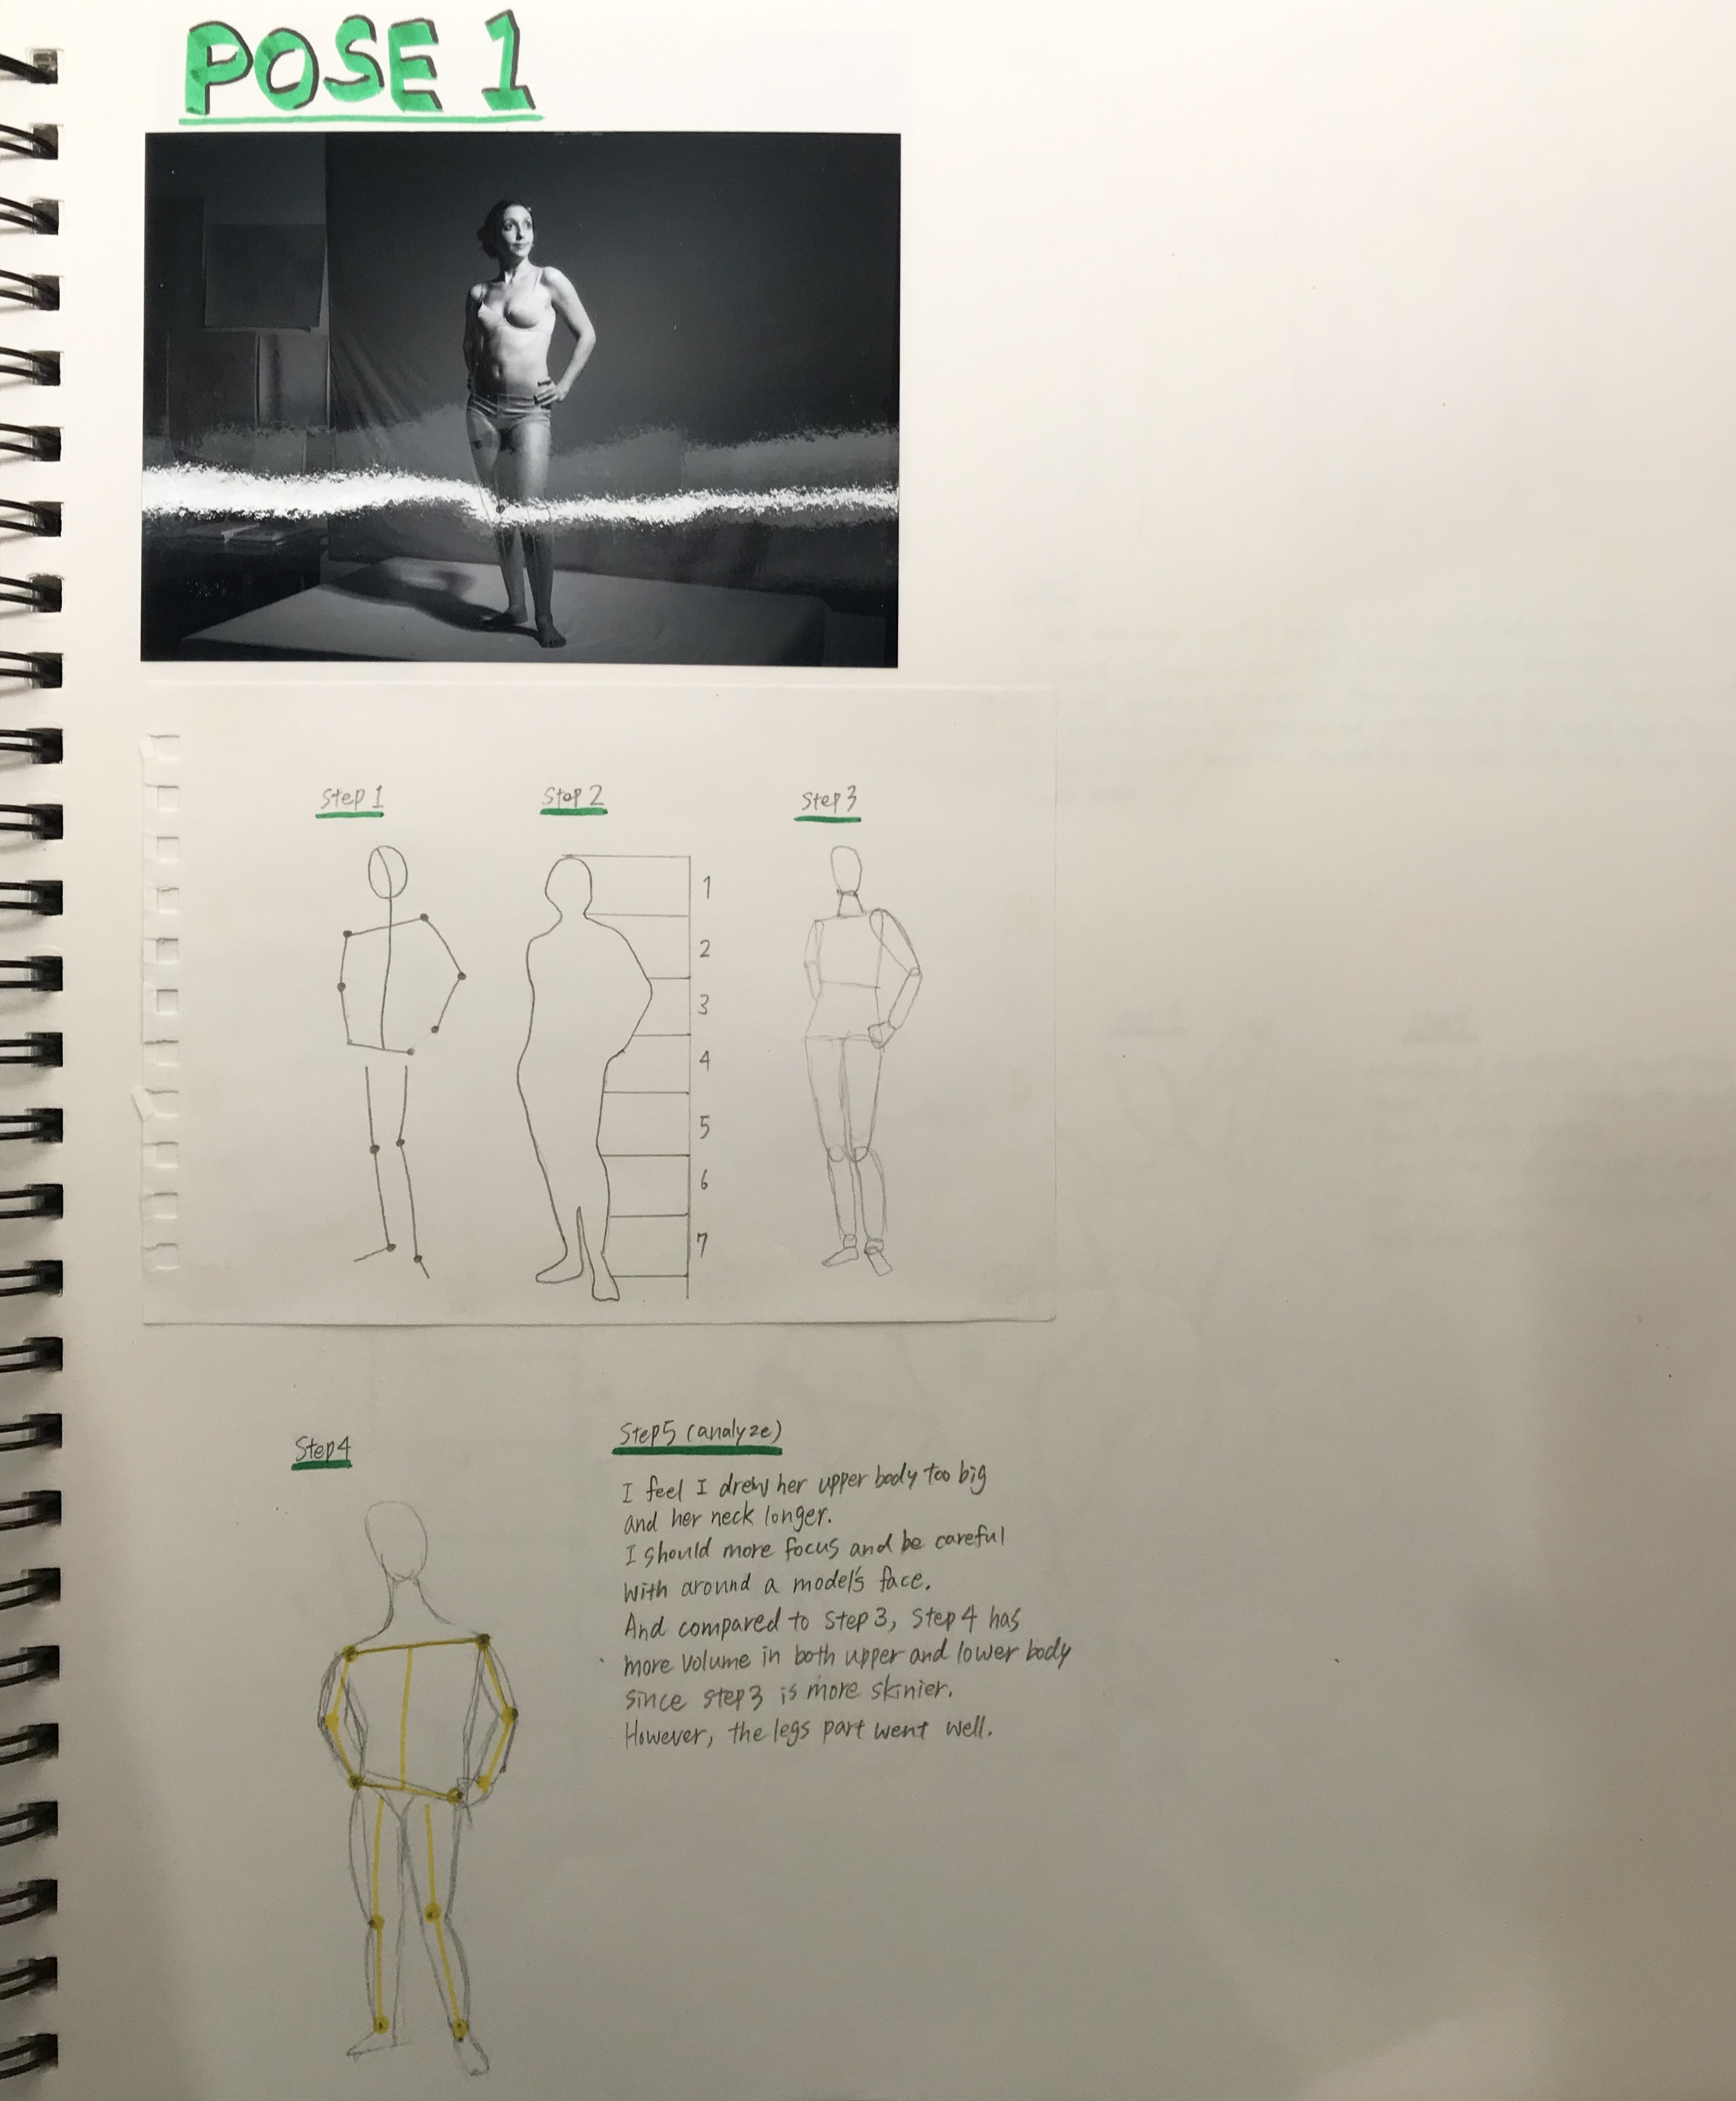 POSE 1
Step 1
Step 2
Step 3
1
2
3
4
5
6
7
Step 4
Step5 (analyze)
I feel I drew her upper body too big
and her neck longer.
I should more focus and be careful
with around a model's face.
And compared to Step 3, Step 4 has
more volume in both upper and lower body
since step 3 is more skinier.
However, the legs part went well.